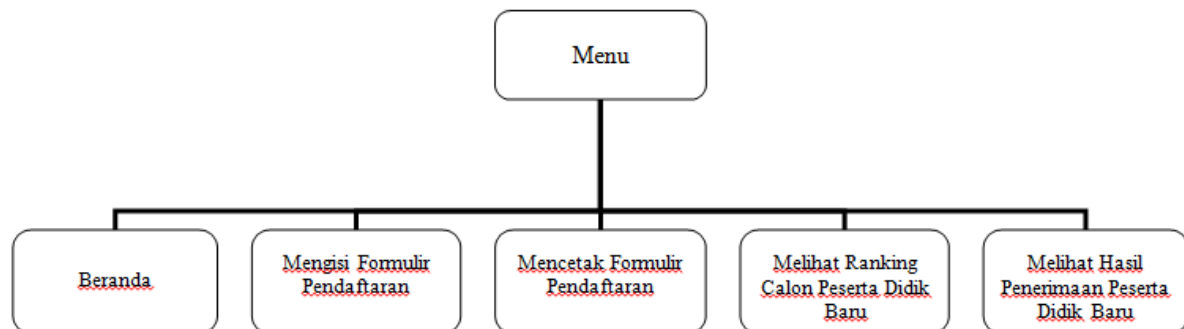 Menu
Beranda
Mengisi Formulir
Pendaftaran
Mencetak Formulir
Pendaftaran
Melihat Ranking
Calon Peserta Didik
Baru
Melihat Hasil
Penerimaan Peserta
Didik Baru